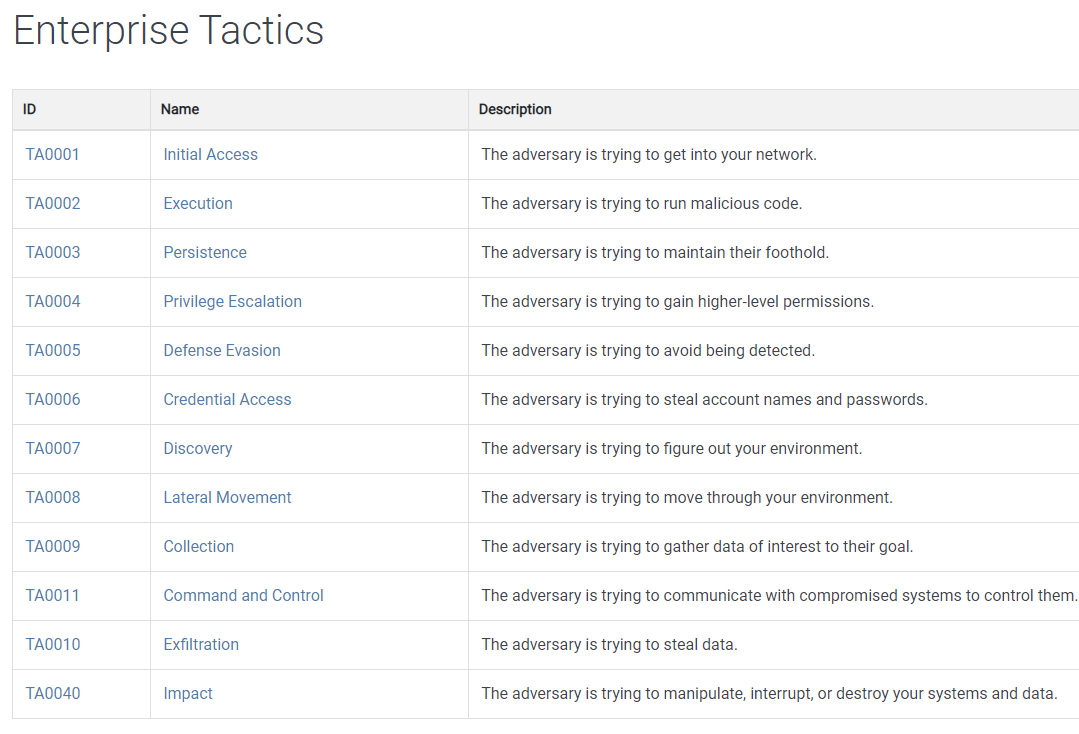 Enterprise Tactics
ID Name Description
TA0001 Initial Access The adversary is trying to get into your network.
TA0002 Execution The adversary is trying to run malicious code.
TA0003 Persistence The adversary is trying to maintain their foothold.
TA0004 Privilege Escalation The adversary is trying to gain higher-level permissions.
TA0005 Defense Evasion The adversary is trying to avoid being detected.
TA0006 Credential Access The adversary is trying to steal account names and passwords.
TA0007 Discovery The adversary is trying to figure out your environment.
TA0008 Lateral Movement The adversary is trying to move through your environment.
TA0009 Collection The adversary is trying to gather data of interest to their goal.
TA0011 Command and Control The adversary is trying to communicate with compromised systems to control them.
TA0010 Exfiltration The adversary is trying to steal data.
TA0040 Impact The adversary is trying to manipulate, interrupt, or destroy your systems and data.